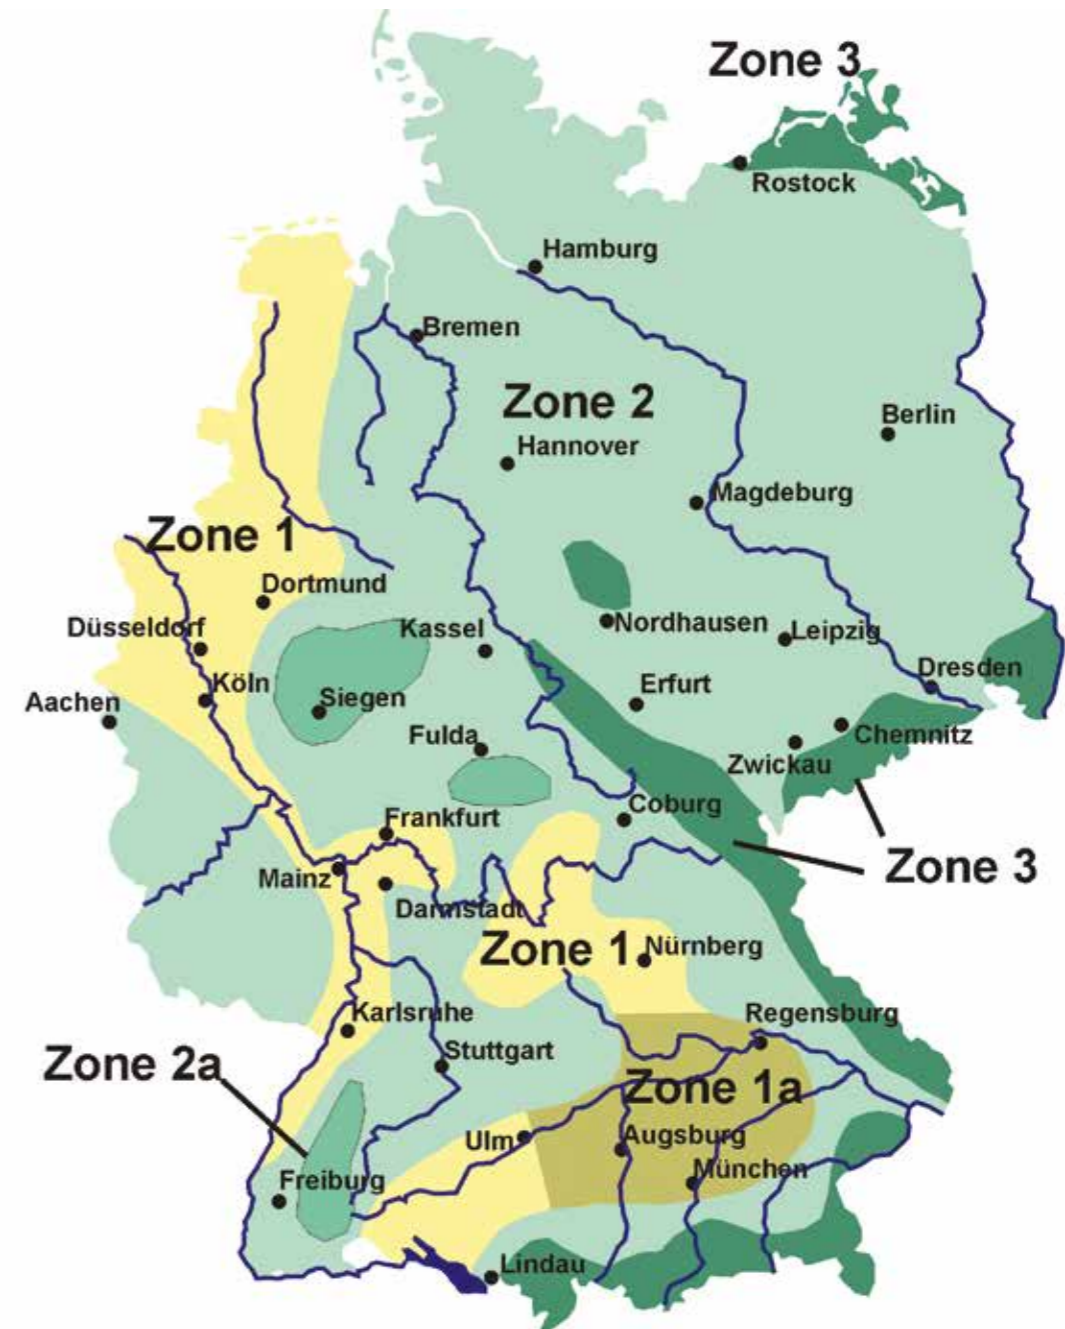 Zone 3
Rostock
Hamburg
Bremen
Zone 2
Berlin
Hannover
Magdeburg
Zone 1
Dortmund
Düsseldorf
Kassel
Nordhausen
Leipzig
Dresden
Köln
Aachen
Siegen
Erfurt
Fulda
Chemnitz
Zwickau
Coburg
Frankfurt
Zone 3
Mainz
Darmstadt
Zone 1
Nürnberg
Karlsruhe
Regensburg
Stuttgart
Zone 2a
Zone 1a
Ulm
Augsburg
München
Freiburg
Lindau